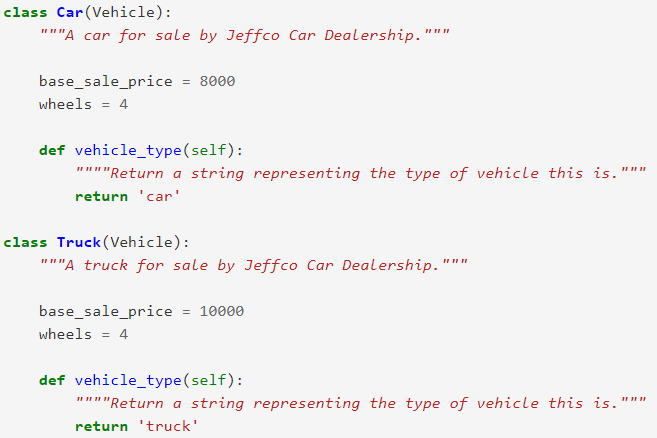 class Car(Vehicle):
    """A car for sale by Jeffco Car Dealership."""

    base_sale_price = 8000
    wheels = 4

    def vehicle_type(self):
        """"Return a string representing the type of vehicle this is."""
        return 'car'

class Truck(Vehicle):
    """A truck for sale by Jeffco Car Dealership."""

    base_sale_price = 10000
    wheels = 4

    def vehicle_type(self):
        """"Return a string representing the type of vehicle this is."""
        return 'truck'